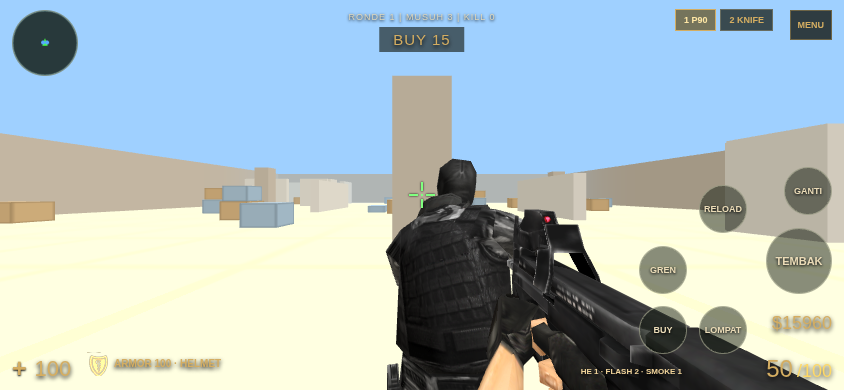 RONDE 1 | MUSUH 3 | KILL 0
BUY 15
1 P90
2 KNIFE
MENU
GANTI
RELOAD
TEMBAK
GREN
BUY
LOMPAT
$15960
+ 100
ARMOR 100 · HELMET
HE 1 · FLASH 2 · SMOKE 1
50 /100